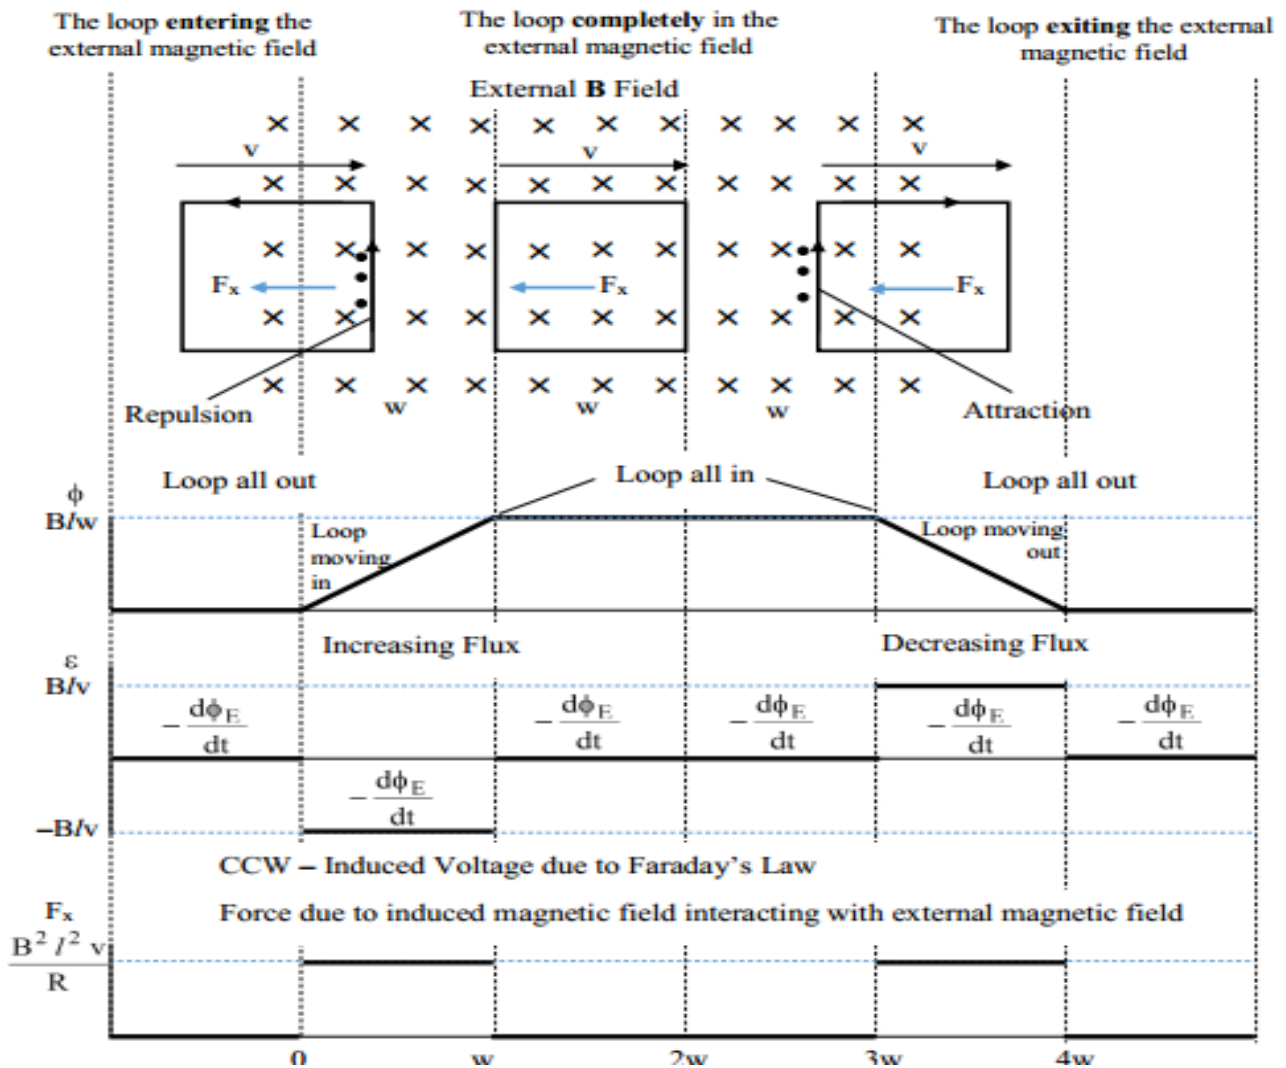 The loop entering the
external magnetic field
The loop completely in the
external magnetic field
The loop exiting the external
magnetic field
External B Field
v
v
v
Fx
Fx
Fx
w
w
w
Repulsion
Attraction
Loop all out
Loop all in
Loop all out
ϕ
Blw
Loop
moving
in
Loop moving
out
Increasing Flux
Decreasing Flux
ε
Blv
− dϕE/dt
− dϕE/dt
− dϕE/dt
− dϕE/dt
− dϕE/dt
− dϕE/dt
–Blv
CCW – Induced Voltage due to Faraday's Law
Fx
Force due to induced magnetic field interacting with external magnetic field
B² l² v
R
0 w 2w 3w 4w